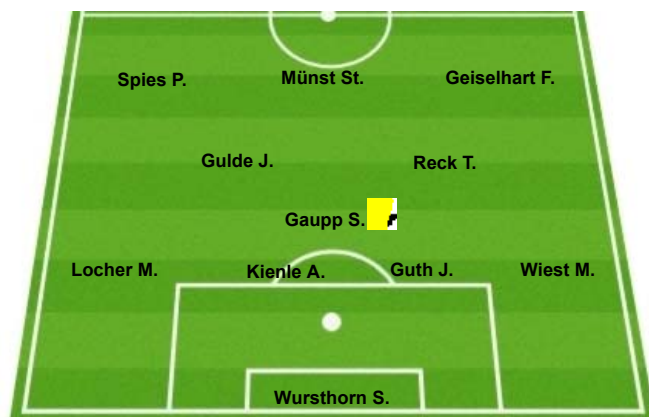 Spies P. Münst St. Geiselhart F.
Gulde J. Reck T.
Gaupp S.
Locher M. Kienle A. Guth J. Wiest M.
Wursthorn S.